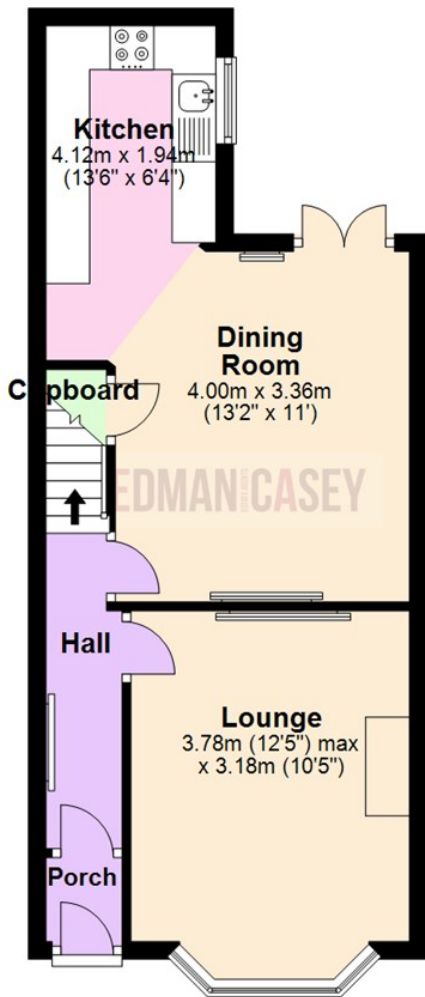 Kitchen
4.12m x 1.94m
(13'6" x 6'4")
Dining
Room
4.00m x 3.36m
(13'2" x 11')
Cupboard
EDMAN CASEY
Hall
Lounge
3.78m (12'5") max
x 3.18m (10'5")
Porch